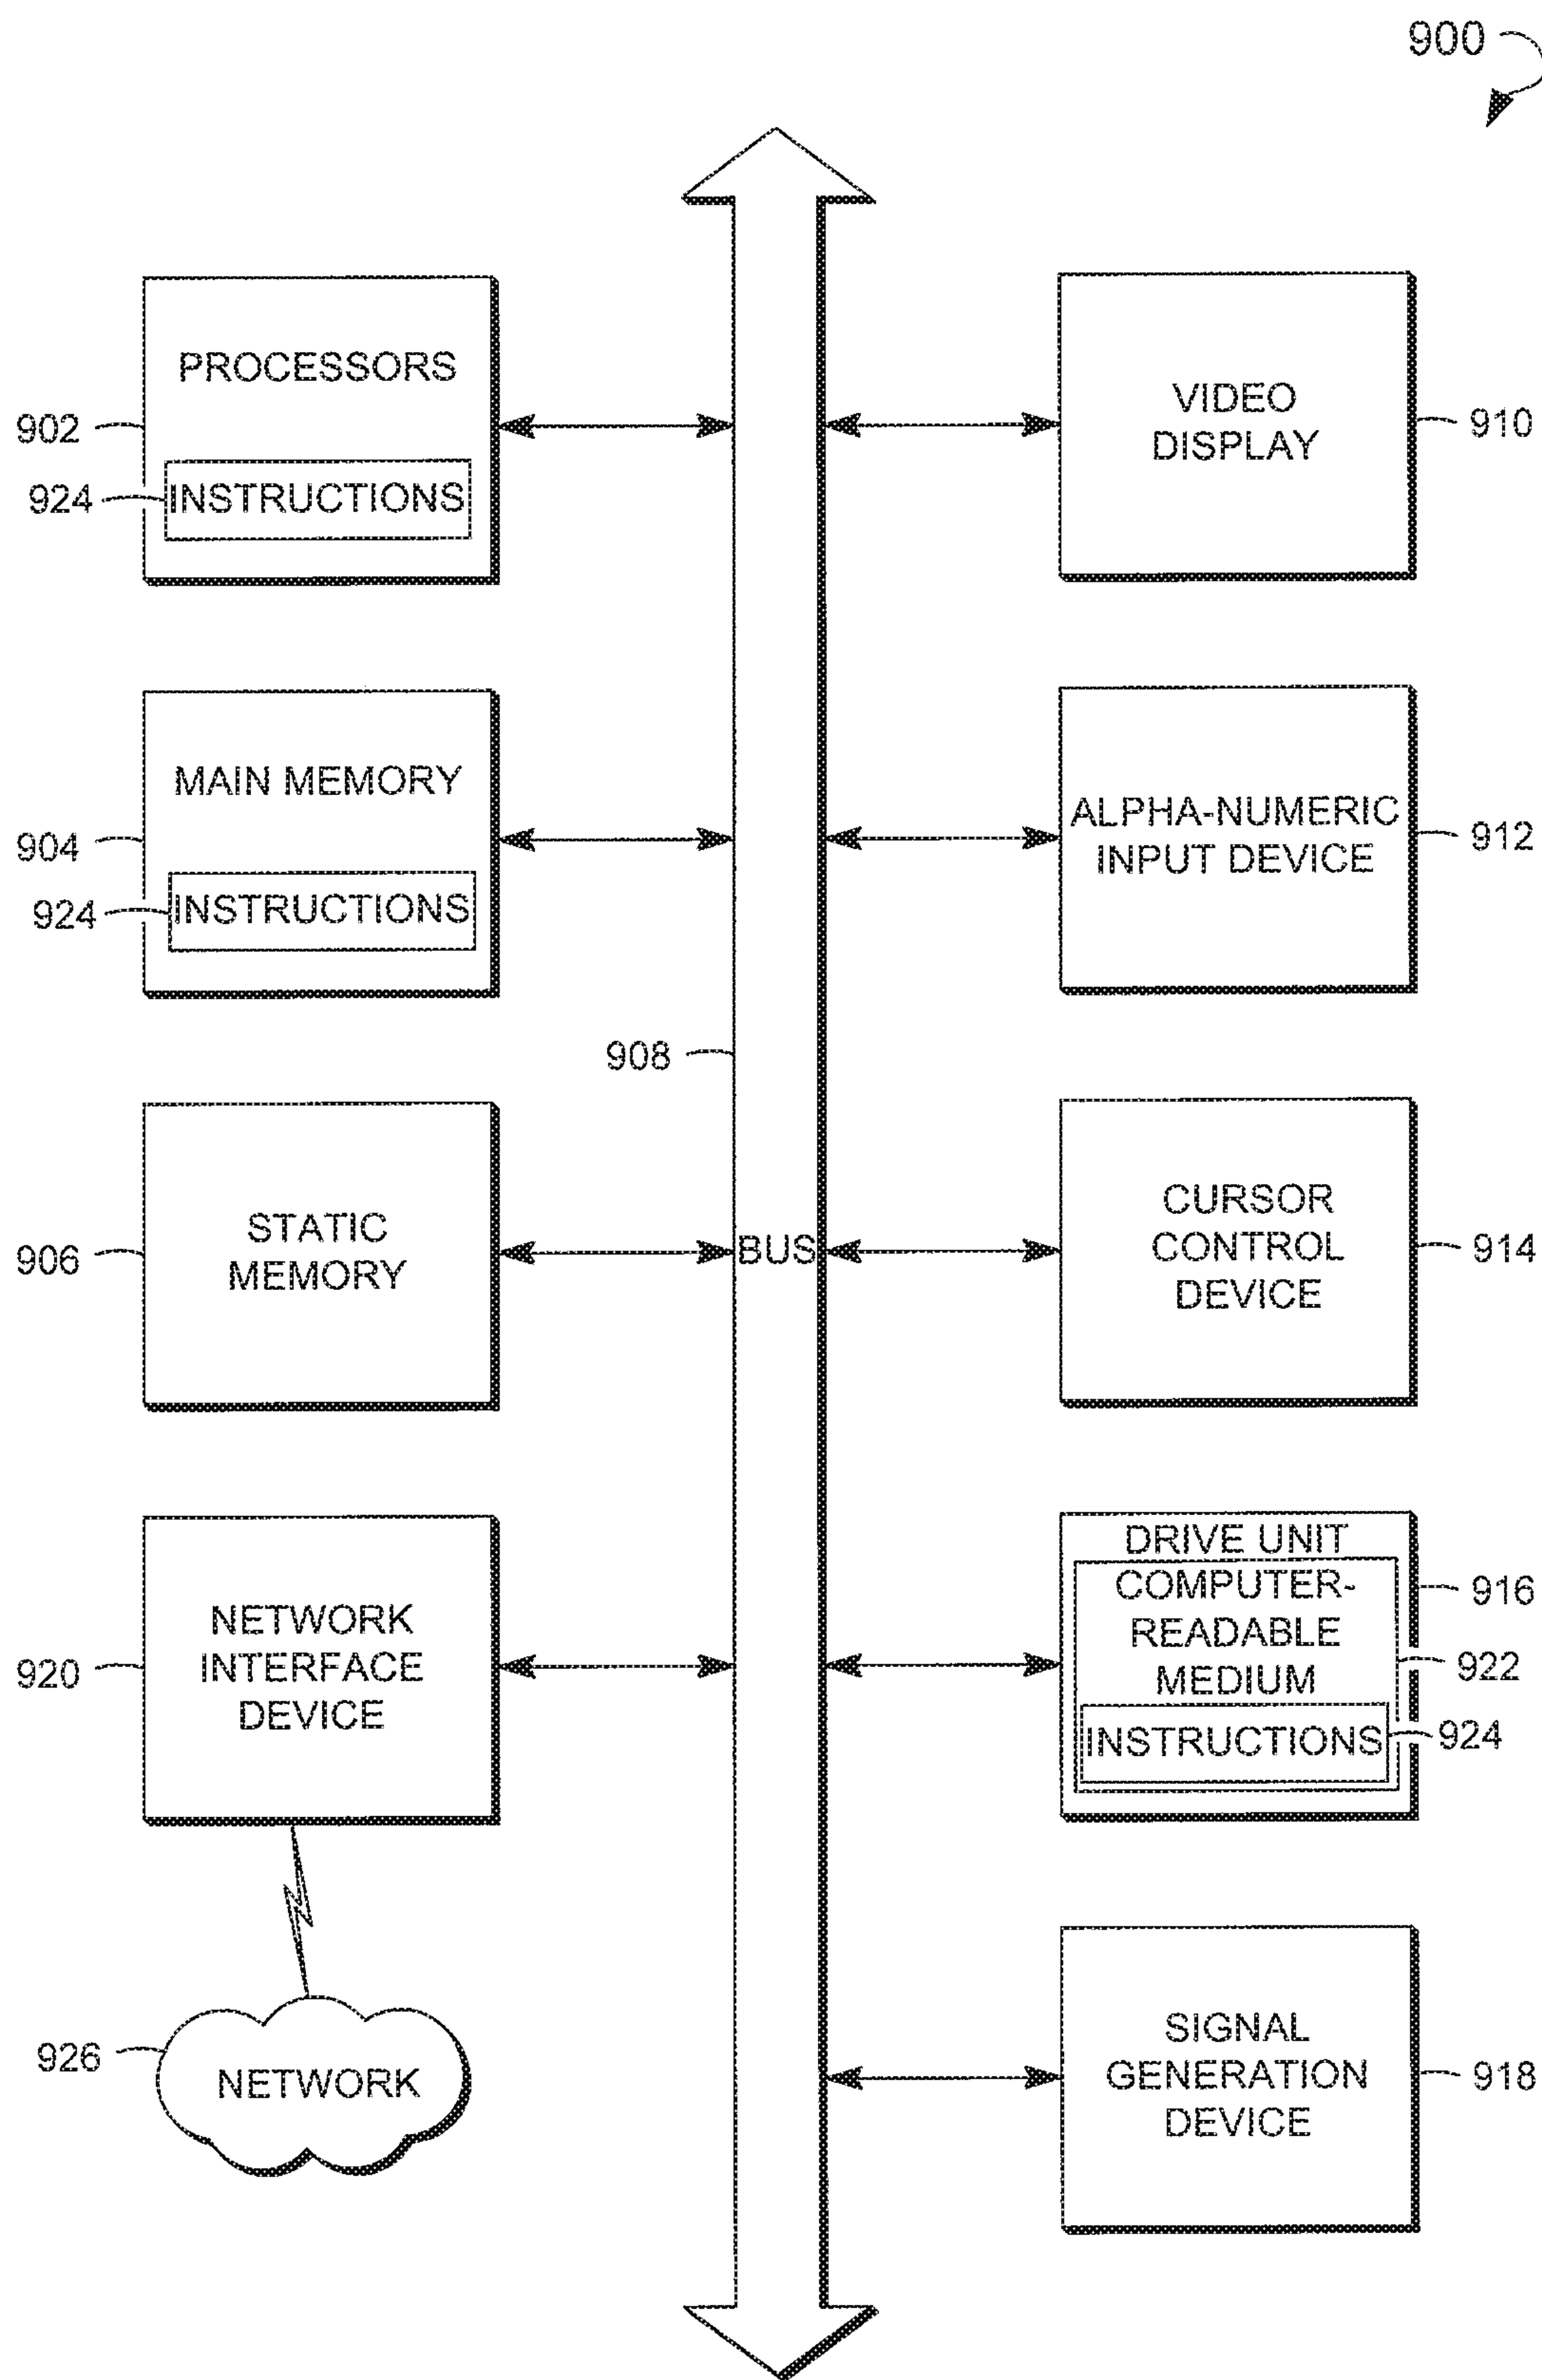 900
PROCESSORS
902
924
INSTRUCTIONS
MAIN MEMORY
904
924
INSTRUCTIONS
908
STATIC
MEMORY
906
BUS
NETWORK
INTERFACE
DEVICE
920
926
NETWORK
VIDEO
DISPLAY
910
ALPHA-NUMERIC
INPUT DEVICE
912
CURSOR
CONTROL
DEVICE
914
DRIVE UNIT
COMPUTER-
READABLE
MEDIUM
916
922
INSTRUCTIONS
924
SIGNAL
GENERATION
DEVICE
918